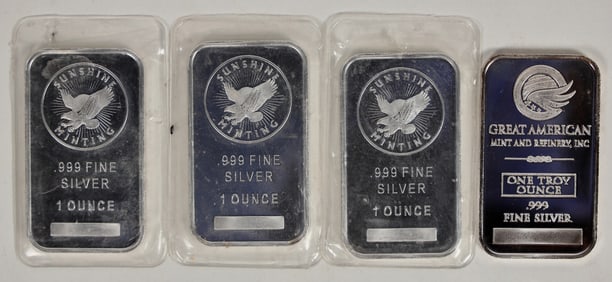 SUNSHINE
MINTING
.999 FINE
SILVER
1 OUNCE
SUNSHINE
MINTING
.999 FINE
SILVER
1 OUNCE
SUNSHINE
MINTING
.999 FINE
SILVER
1 OUNCE
GREAT AMERICAN
MINT AND REFINERY, INC
ONE TROY
OUNCE
.999
FINE SILVER